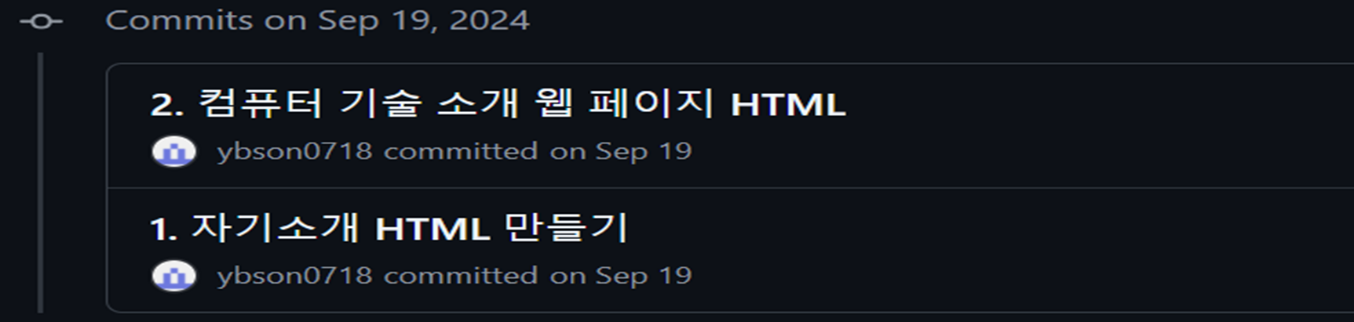 Commits on Sep 19, 2024
2. 컴퓨터 기술 소개 웹 페이지 HTML
ybson0718 committed on Sep 19
1. 자기소개 HTML 만들기
ybson0718 committed on Sep 19